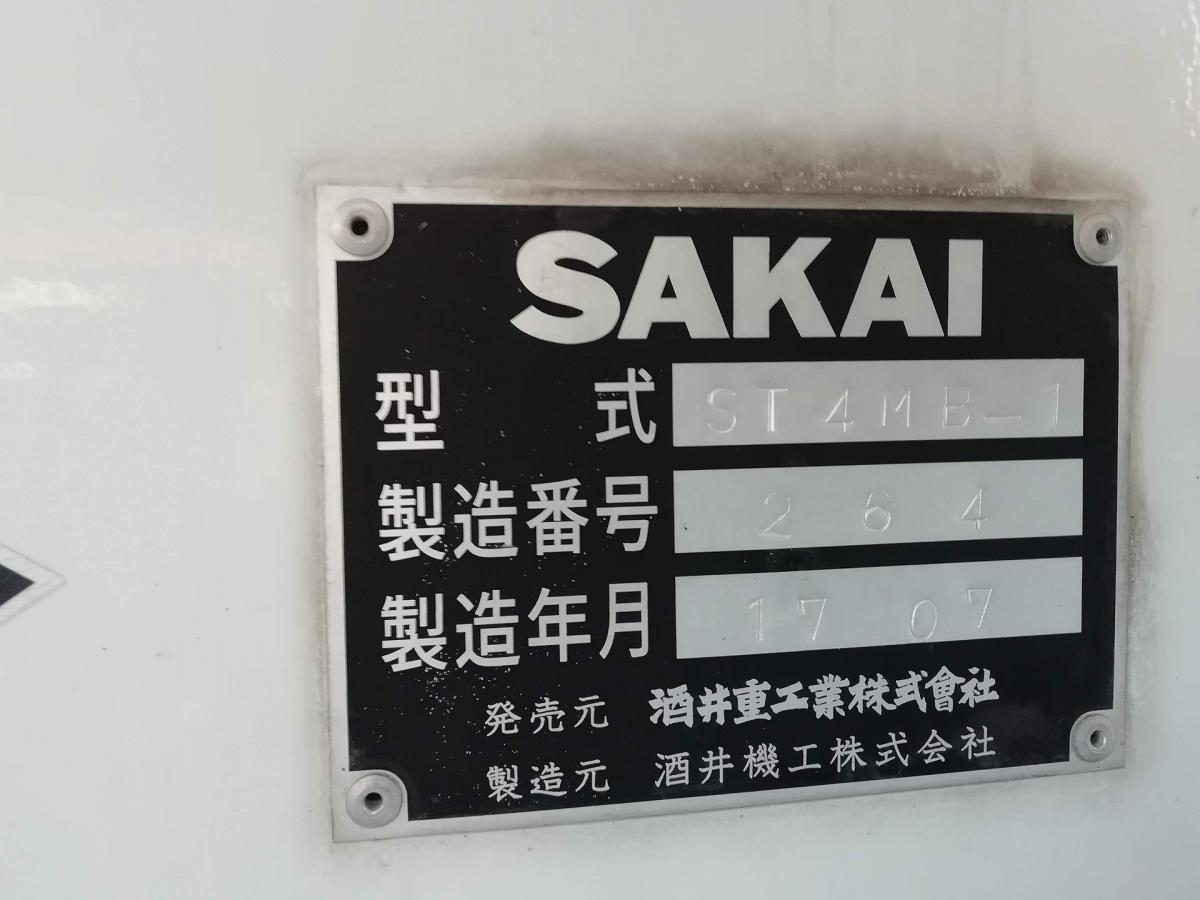 SAKAI
型式 ST4MB-1
製造番号 264
製造年月 17 07
発売元 酒井重工業株式會社
製造元 酒井機工株式会社